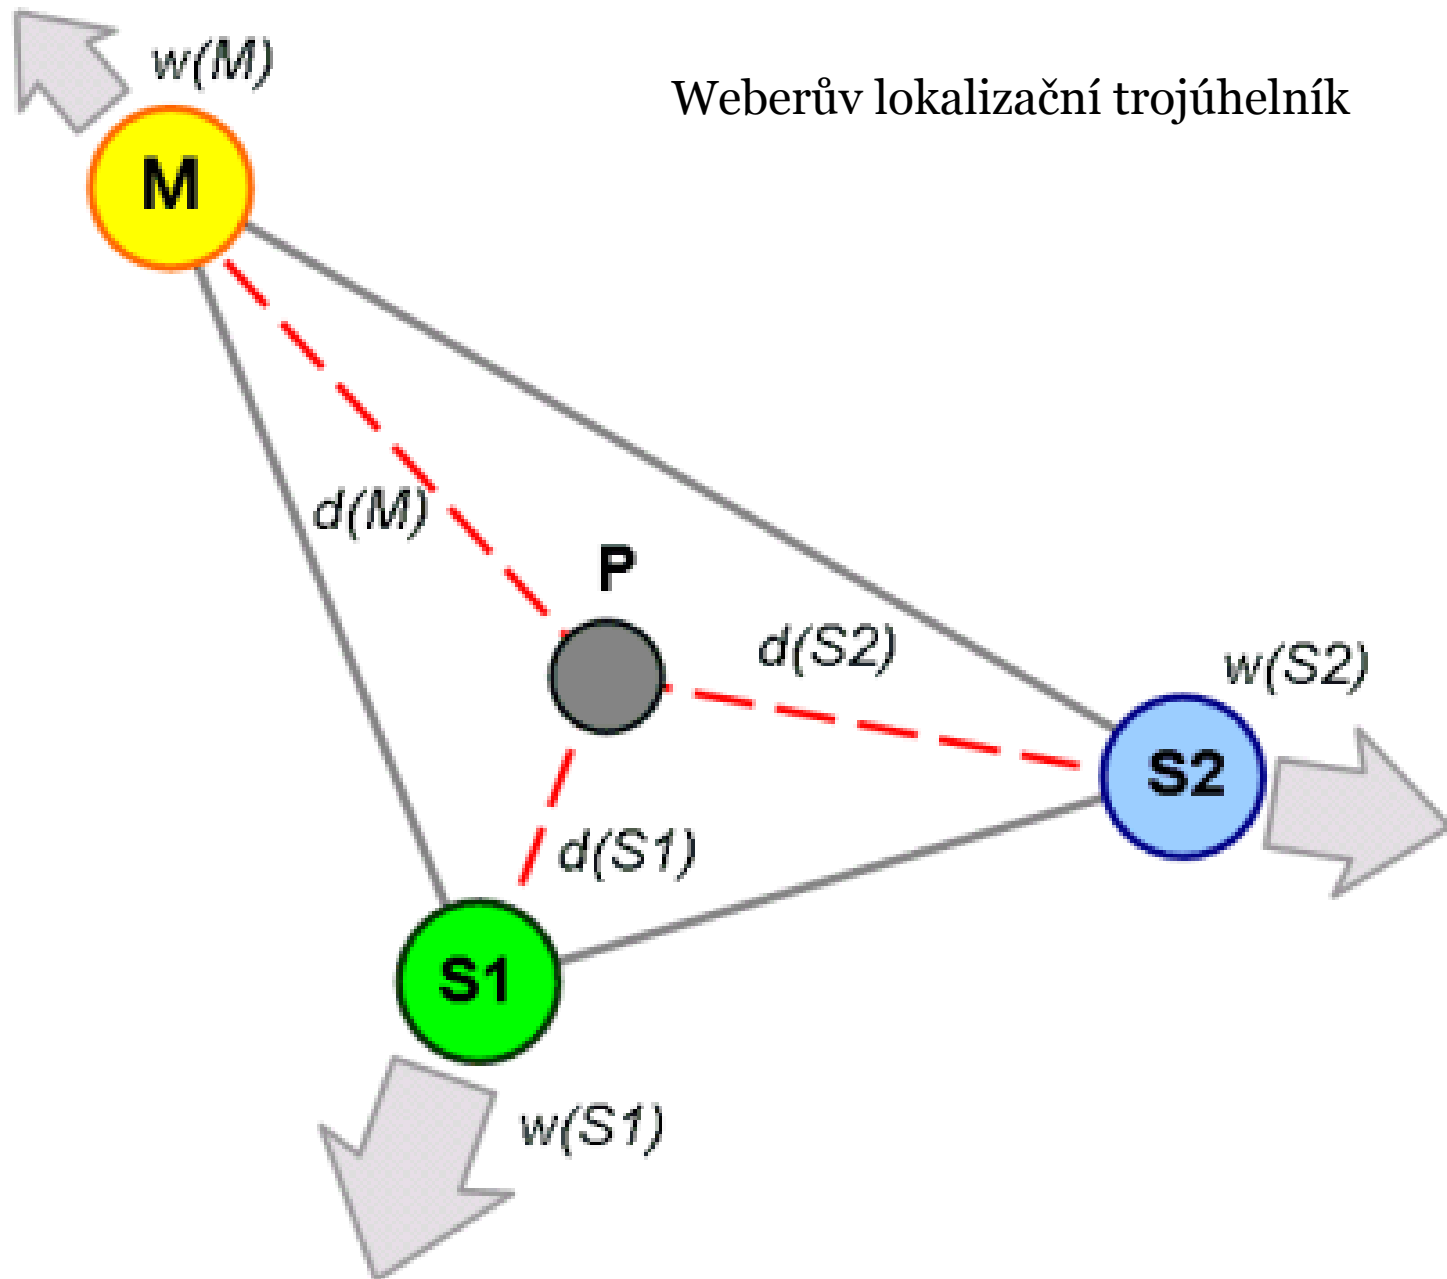 w(M)
Weberův lokalizační trojúhelník
M
d(M)
P
d(S2)
w(S2)
S2
d(S1)
S1
w(S1)